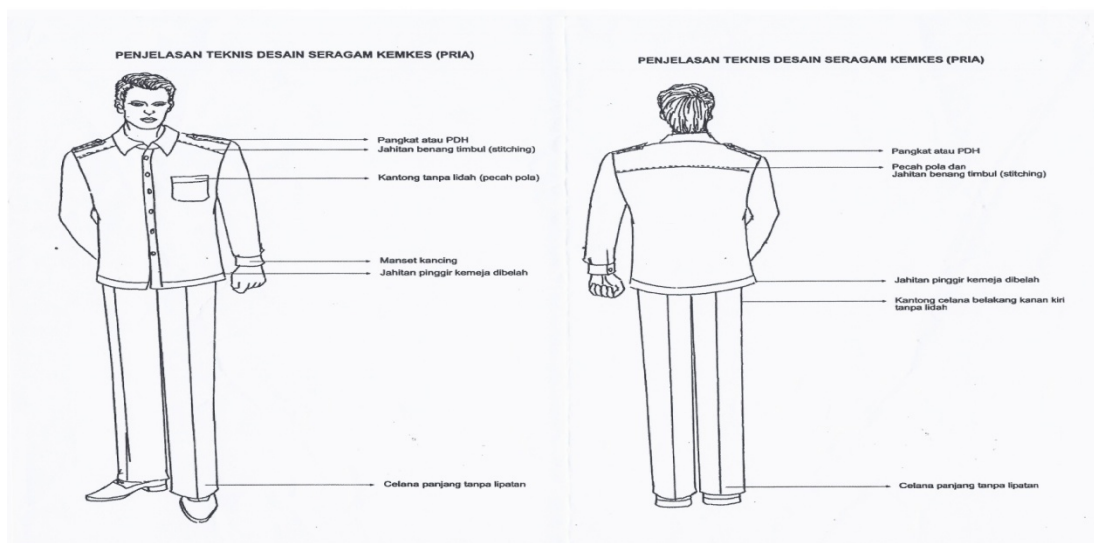 PENJELASAN TEKNIS DESAIN SERAGAM KEMKES (PRIA)
Pangkat atau PDH
Jahitan benang timbul (stitching)
Kantong tanpa lidah (pecah pola)
Manset kancing
Jahitan pinggir kemeja dibelah
Celana panjang tanpa lipatan
PENJELASAN TEKNIS DESAIN SERAGAM KEMKES (PRIA)
Pangkat atau PDH
Pecah pola dan
Jahitan benang timbul (stitching)
Jahitan pinggir kemeja dibelah
Kantong celana belakang kanan kiri
tanpa lidah
Celana panjang tanpa lipatan